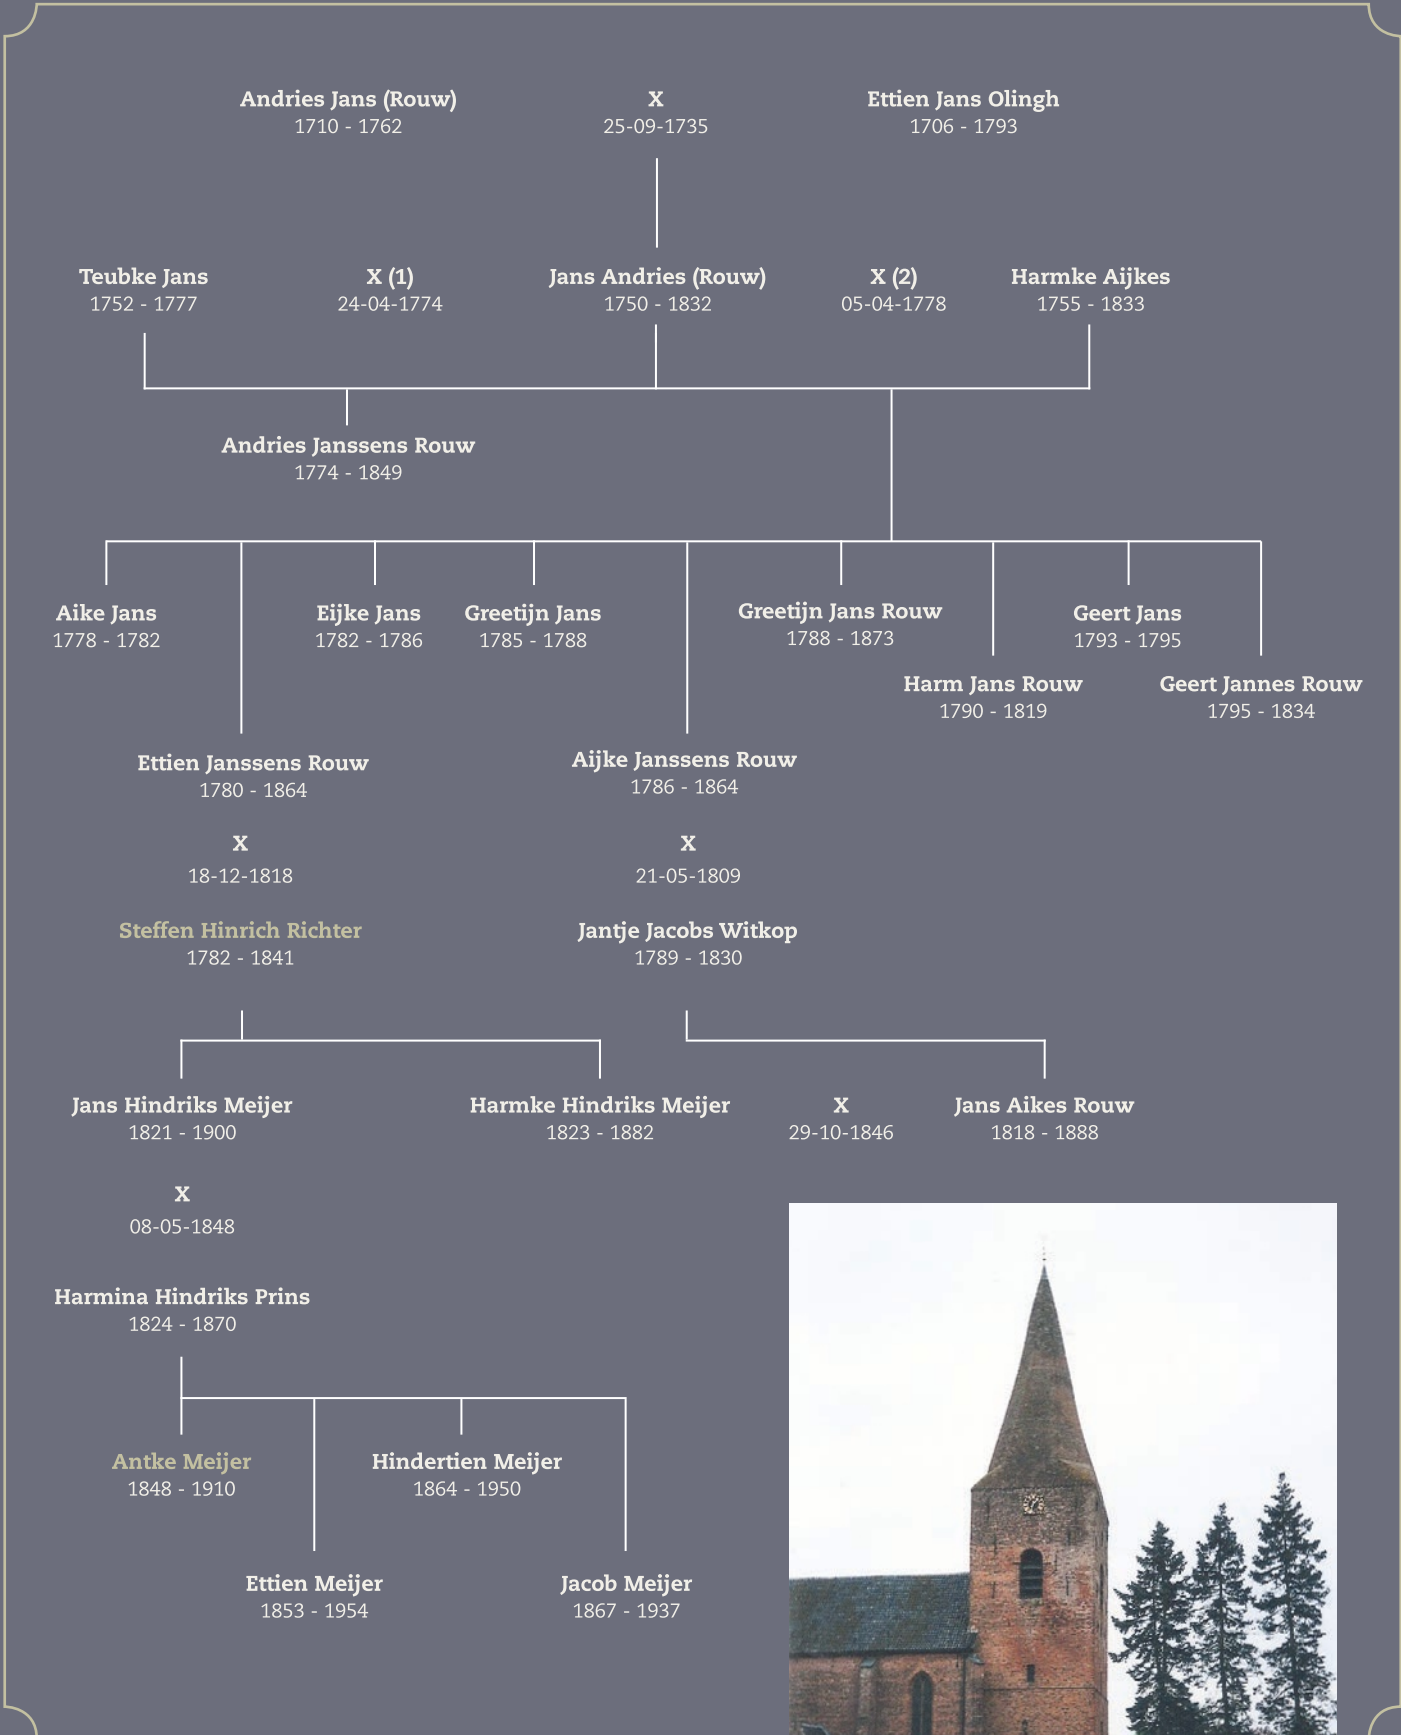 Andries Jans (Rouw) X Ettien Jans Olingh
1710 - 1762 25-09-1735 1706 - 1793
Teubke Jans X (1) Jans Andries (Rouw) X (2) Harmke Aijkes
1752 - 1777 24-04-1774 1750 - 1832 05-04-1778 1755 - 1833
Andries Janssens Rouw
1774 - 1849
Aike Jans Eijke Jans Greetijn Jans Greetijn Jans Rouw Geert Jans
1778 - 1782 1782 - 1786 1785 - 1788 1788 - 1873 1793 - 1795
Harm Jans Rouw Geert Jannes Rouw
1790 - 1819 1795 - 1834
Ettien Janssens Rouw Aijke Janssens Rouw
1780 - 1864 1786 - 1864
X X
18-12-1818 21-05-1809
Steffen Hinrich Richter Jantje Jacobs Witkop
1782 - 1841 1789 - 1830
Jans Hindriks Meijer Harmke Hindriks Meijer X Jans Aikes Rouw
1821 - 1900 1823 - 1882 29-10-1846 1818 - 1888
X
08-05-1848
Harmina Hindriks Prins
1824 - 1870
Antke Meijer Hindertien Meijer
1848 - 1910 1864 - 1950
Ettien Meijer Jacob Meijer
1853 - 1954 1867 - 1937